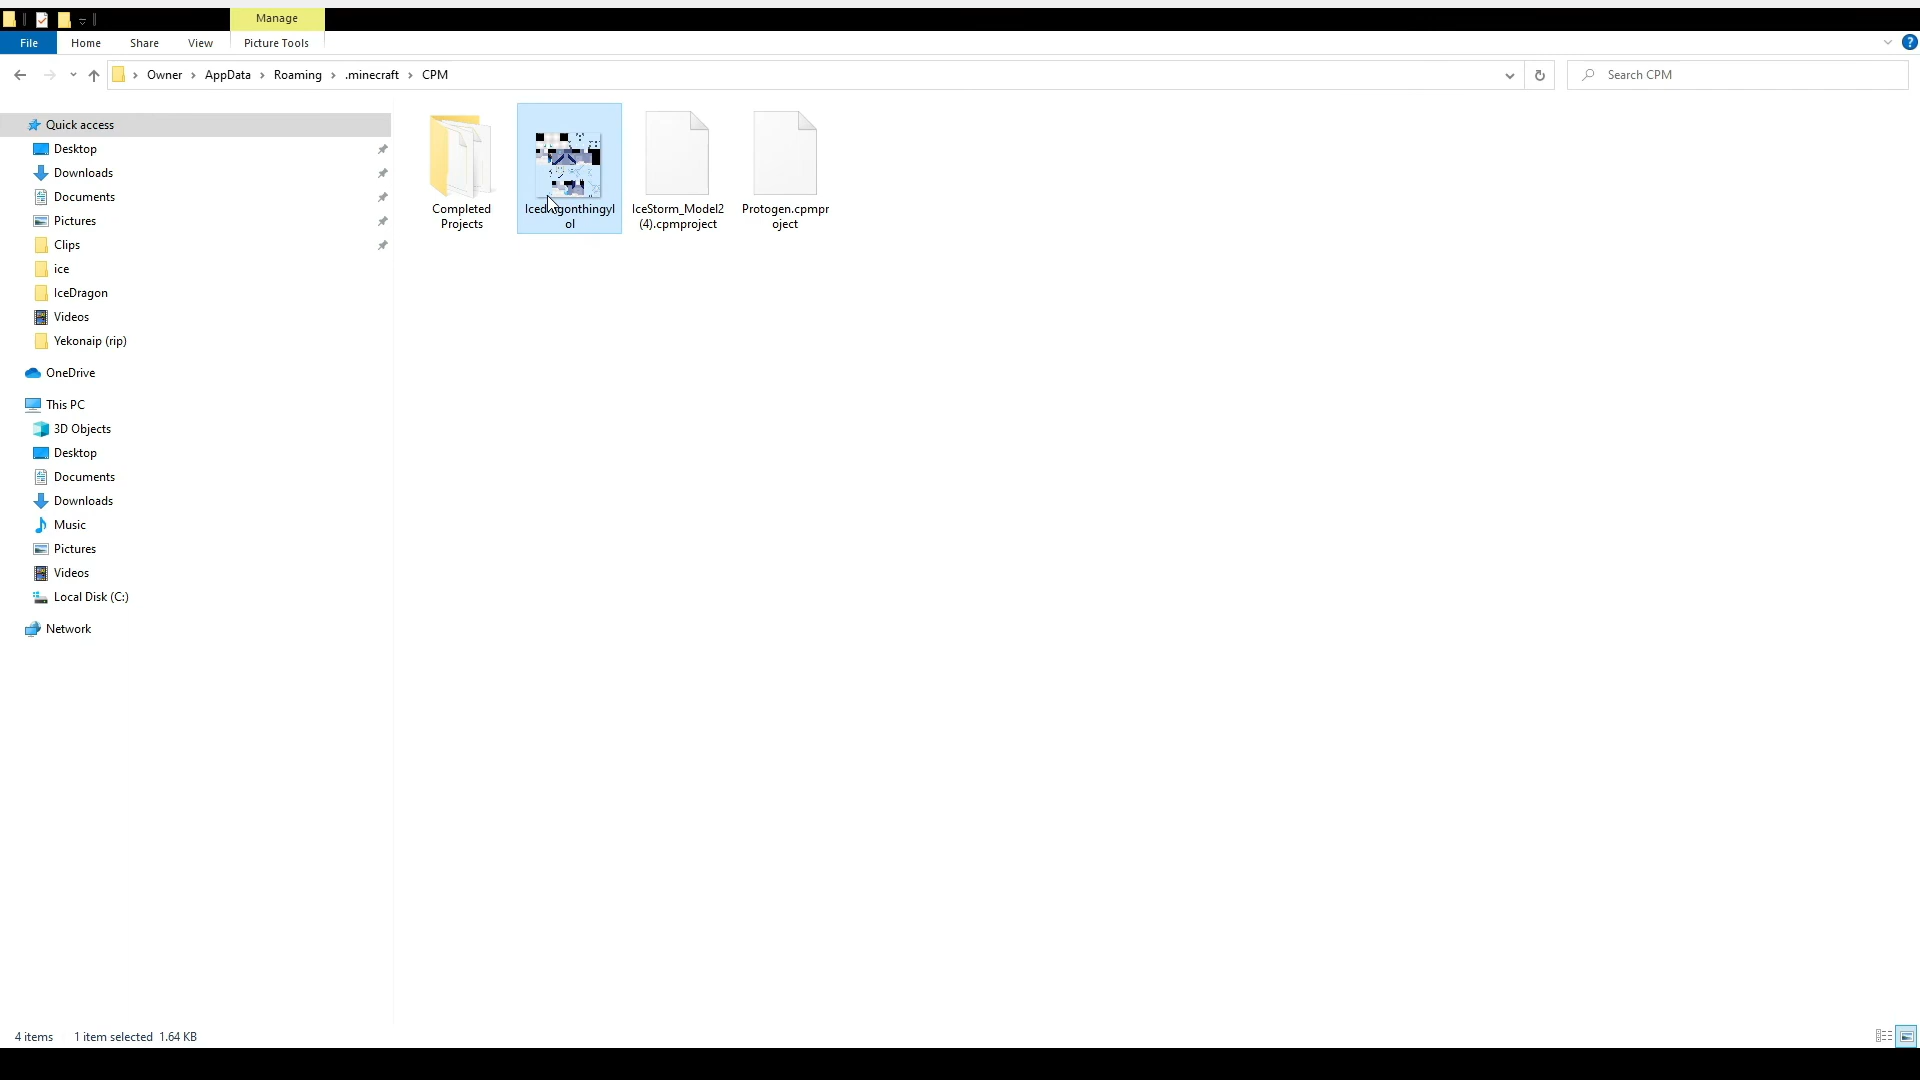 Manage
File
Home
Share
View
Picture Tools
Owner
AppData
Roaming
.minecraft
CPM
Search CPM
Quick access
Desktop
Downloads
Documents
Pictures
Clips
ice
IceDragon
Videos
Yekonaip (rip)
OneDrive
This PC
3D Objects
Desktop
Documents
Downloads
Music
Pictures
Videos
Local Disk (C:)
Network
Completed
Projects
Icedragonthingyl
ol
IceStorm_Model2
(4).cpmproject
Protogen.cpmpr
oject
4 items
1 item selected 1.64 KB